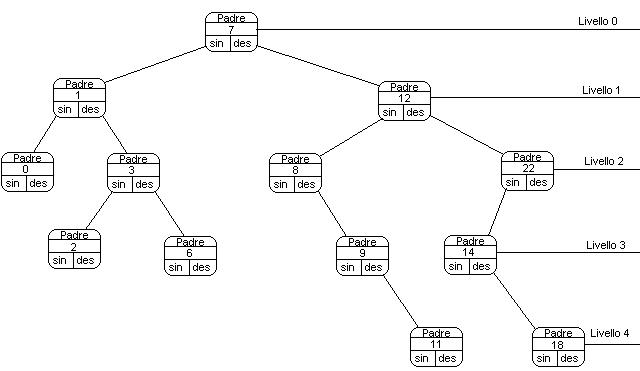 Padre
7
sin des
Livello 0
Padre
1
sin des
Padre
12
sin des
Livello 1
Padre
0
sin des
Padre
3
sin des
Padre
8
sin des
Padre
22
sin des
Livello 2
Padre
2
sin des
Padre
6
sin des
Padre
9
sin des
Padre
14
sin des
Livello 3
Padre
11
sin des
Padre
18
sin des
Livello 4